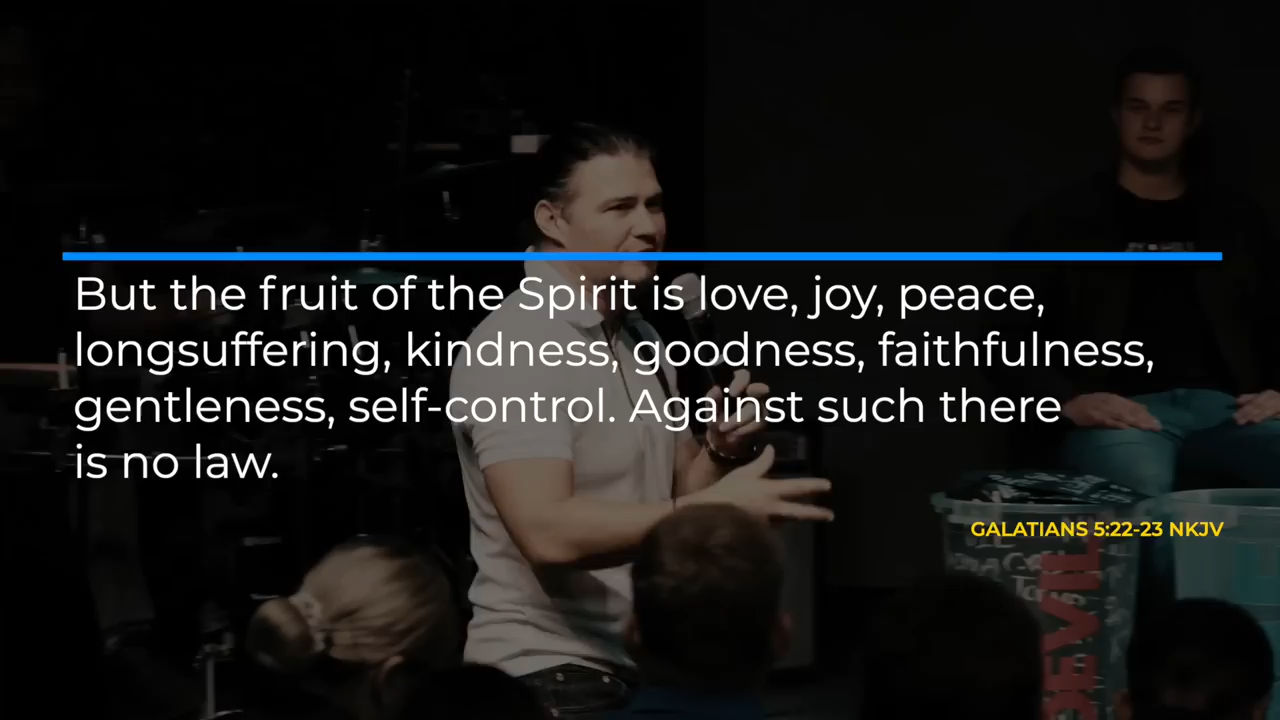 But the fruit of the Spirit is love, joy, peace,
longsuffering, kindness, goodness, faithfulness,
gentleness, self-control. Against such there
is no law.
GALATIANS 5:22-23 NKJV
DEVIL